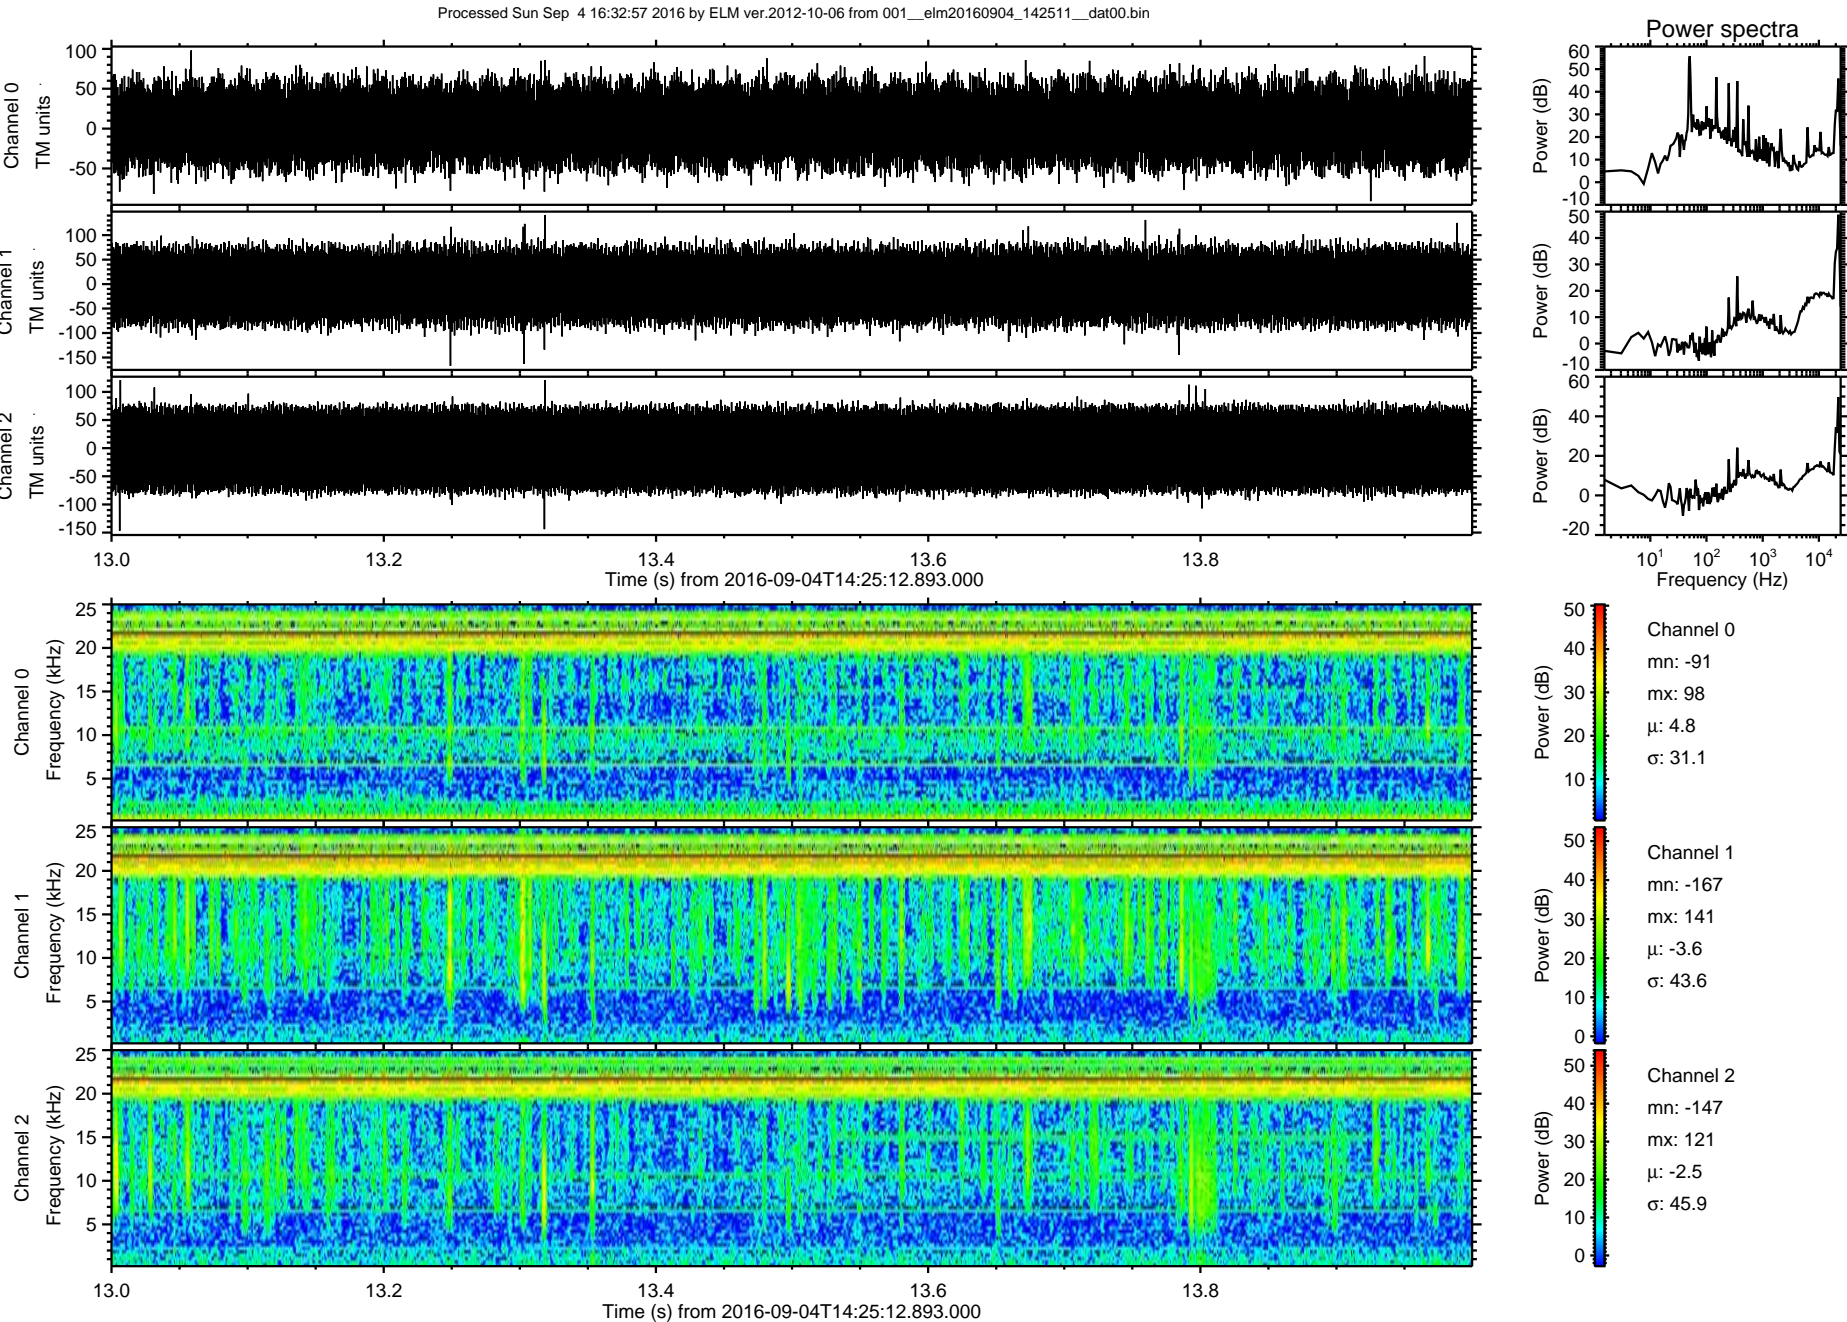 Processed Sun Sep 4 16:32:57 2016 by ELM ver.2012-10-06 from 001__elm20160904_142511__dat00.bin
Power spectra
Channel 0
TM units
100
50
0
-50
Power (dB)
60
50
40
30
20
10
0
-10
Channel 1
TM units
100
50
0
-50
-100
-150
Power (dB)
50
40
30
20
10
0
-10
Channel 2
TM units
100
50
0
-50
-100
-150
Power (dB)
60
40
20
0
-20
13.0 13.2 13.4 13.6 13.8
Time (s) from 2016-09-04T14:25:12.893.000
10^1 10^2 10^3 10^4
Frequency (Hz)
Channel 0
Frequency (kHz)
25
20
15
10
5
Power (dB)
50
40
30
20
10
Channel 0
mn: -91
mx: 98
μ: 4.8
σ: 31.1
Channel 1
Frequency (kHz)
25
20
15
10
5
Power (dB)
50
40
30
20
10
0
Channel 1
mn: -167
mx: 141
μ: -3.6
σ: 43.6
Channel 2
Frequency (kHz)
25
20
15
10
5
Power (dB)
50
40
30
20
10
0
Channel 2
mn: -147
mx: 121
μ: -2.5
σ: 45.9
13.0 13.2 13.4 13.6 13.8
Time (s) from 2016-09-04T14:25:12.893.000